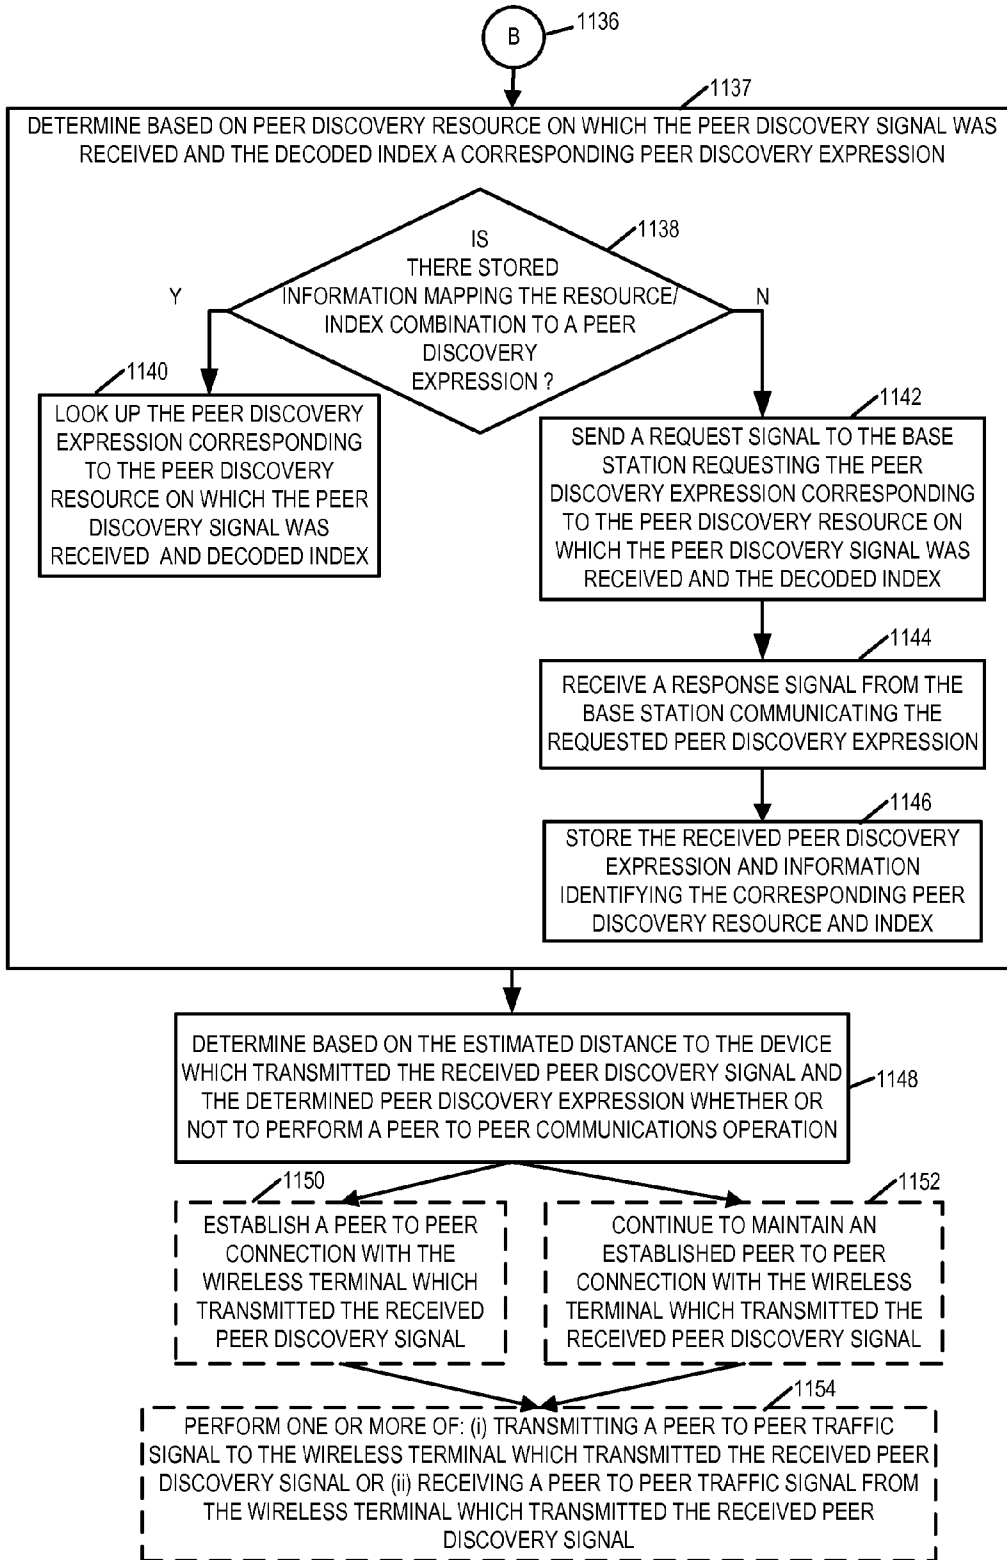 B
1136
1137
DETERMINE BASED ON PEER DISCOVERY RESOURCE ON WHICH THE PEER DISCOVERY SIGNAL WAS
RECEIVED AND THE DECODED INDEX A CORRESPONDING PEER DISCOVERY EXPRESSION
1138
IS
THERE STORED
INFORMATION MAPPING THE RESOURCE/
INDEX COMBINATION TO A PEER
DISCOVERY
EXPRESSION ?
Y
N
1140
LOOK UP THE PEER DISCOVERY
EXPRESSION CORRESPONDING
TO THE PEER DISCOVERY
RESOURCE ON WHICH THE PEER
DISCOVERY SIGNAL WAS
RECEIVED AND DECODED INDEX
1142
SEND A REQUEST SIGNAL TO THE BASE
STATION REQUESTING THE PEER
DISCOVERY EXPRESSION CORRESPONDING
TO THE PEER DISCOVERY RESOURCE ON
WHICH THE PEER DISCOVERY SIGNAL WAS
RECEIVED AND THE DECODED INDEX
1144
RECEIVE A RESPONSE SIGNAL FROM THE
BASE STATION COMMUNICATING THE
REQUESTED PEER DISCOVERY EXPRESSION
1146
STORE THE RECEIVED PEER DISCOVERY
EXPRESSION AND INFORMATION
IDENTIFYING THE CORRESPONDING PEER
DISCOVERY RESOURCE AND INDEX
DETERMINE BASED ON THE ESTIMATED DISTANCE TO THE DEVICE
WHICH TRANSMITTED THE RECEIVED PEER DISCOVERY SIGNAL AND
THE DETERMINED PEER DISCOVERY EXPRESSION WHETHER OR
NOT TO PERFORM A PEER TO PEER COMMUNICATIONS OPERATION
1148
1150
ESTABLISH A PEER TO PEER
CONNECTION WITH THE
WIRELESS TERMINAL WHICH
TRANSMITTED THE RECEIVED
PEER DISCOVERY SIGNAL
1152
CONTINUE TO MAINTAIN AN
ESTABLISHED PEER TO PEER
CONNECTION WITH THE WIRELESS
TERMINAL WHICH TRANSMITTED THE
RECEIVED PEER DISCOVERY SIGNAL
1154
PERFORM ONE OR MORE OF: (i) TRANSMITTING A PEER TO PEER TRAFFIC
SIGNAL TO THE WIRELESS TERMINAL WHICH TRANSMITTED THE RECEIVED PEER
DISCOVERY SIGNAL OR (ii) RECEIVING A PEER TO PEER TRAFFIC SIGNAL FROM
THE WIRELESS TERMINAL WHICH TRANSMITTED THE RECEIVED PEER
DISCOVERY SIGNAL